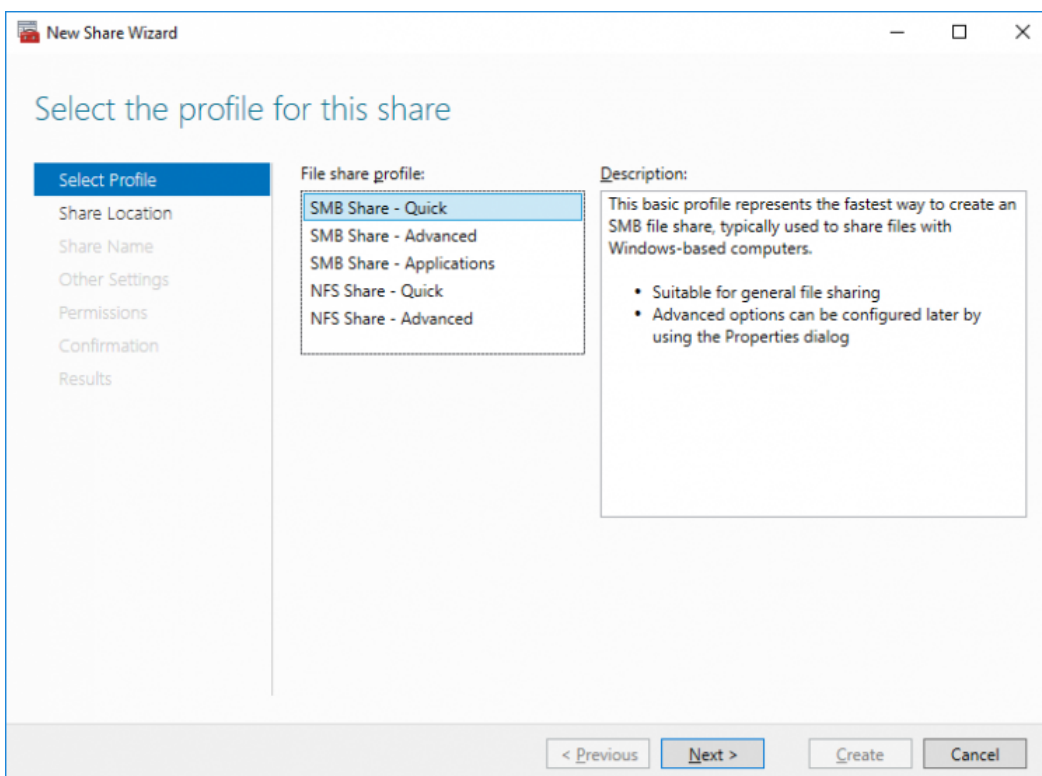 New Share Wizard
Select the profile for this share
Select Profile
Share Location
Share Name
Other Settings
Permissions
Confirmation
Results
File share profile:
SMB Share - Quick
SMB Share - Advanced
SMB Share - Applications
NFS Share - Quick
NFS Share - Advanced
Description:
This basic profile represents the fastest way to create an
SMB file share, typically used to share files with
Windows-based computers.
• Suitable for general file sharing
• Advanced options can be configured later by
using the Properties dialog
< Previous
Next >
Create
Cancel